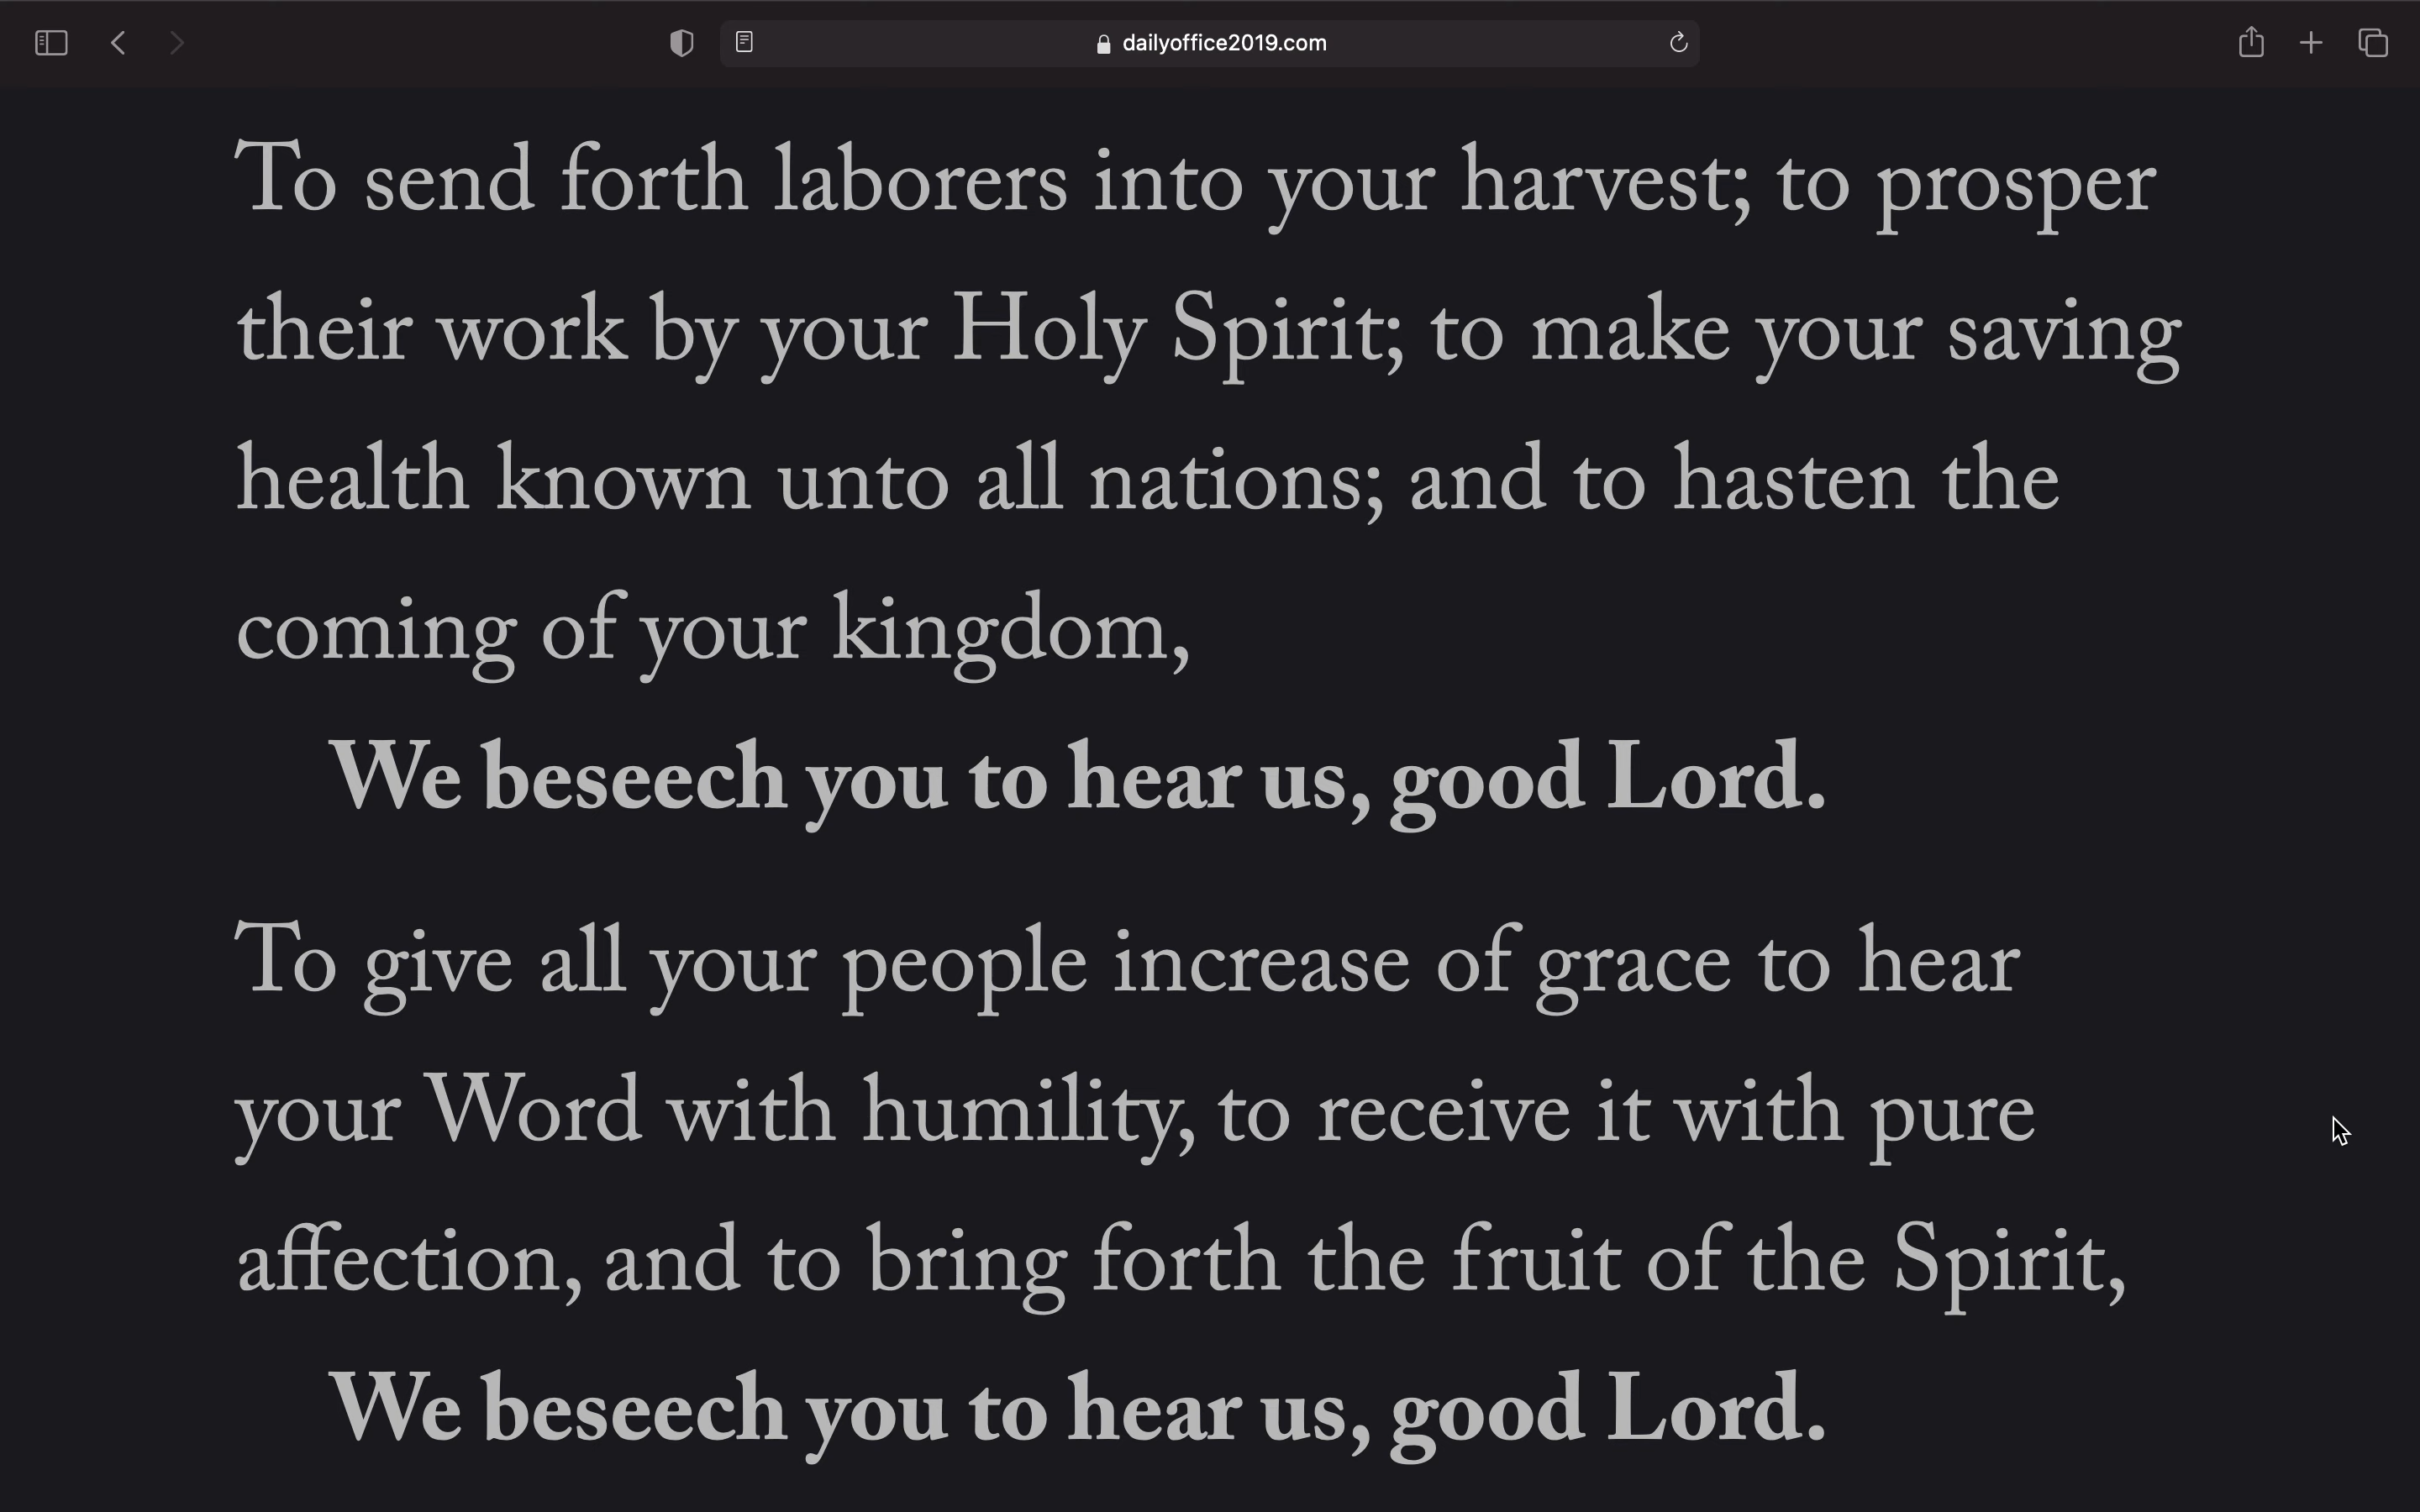 dailyoffice2019.com
To send forth laborers into your harvest; to prosper
their work by your Holy Spirit; to make your saving
health known unto all nations; and to hasten the
coming of your kingdom,
We beseech you to hear us, good Lord.
To give all your people increase of grace to hear
your Word with humility, to receive it with pure
affection, and to bring forth the fruit of the Spirit,
We beseech you to hear us, good Lord.